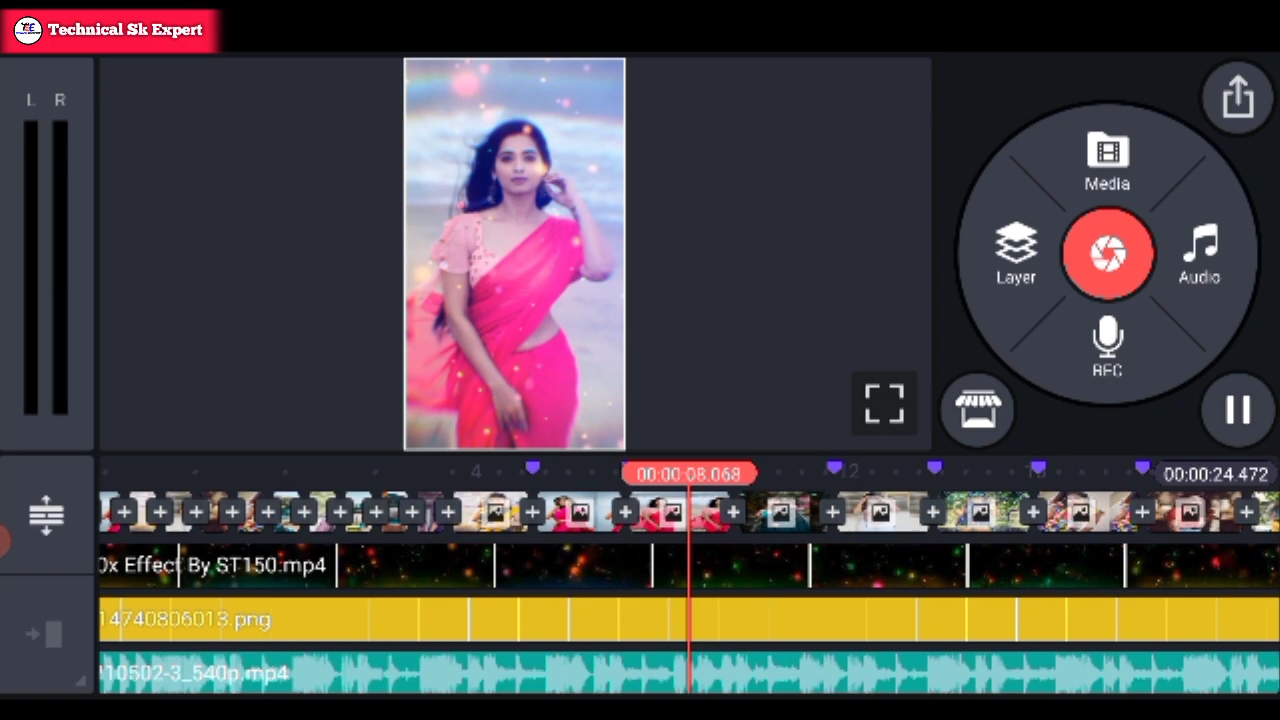 Technical Sk Expert
L R
Media
Layer
Audio
REC
4
00:00:08.068
12
00:00:24.472
0x Effect By ST150.mp4
14740806013.png
10502-3_540p.mp4